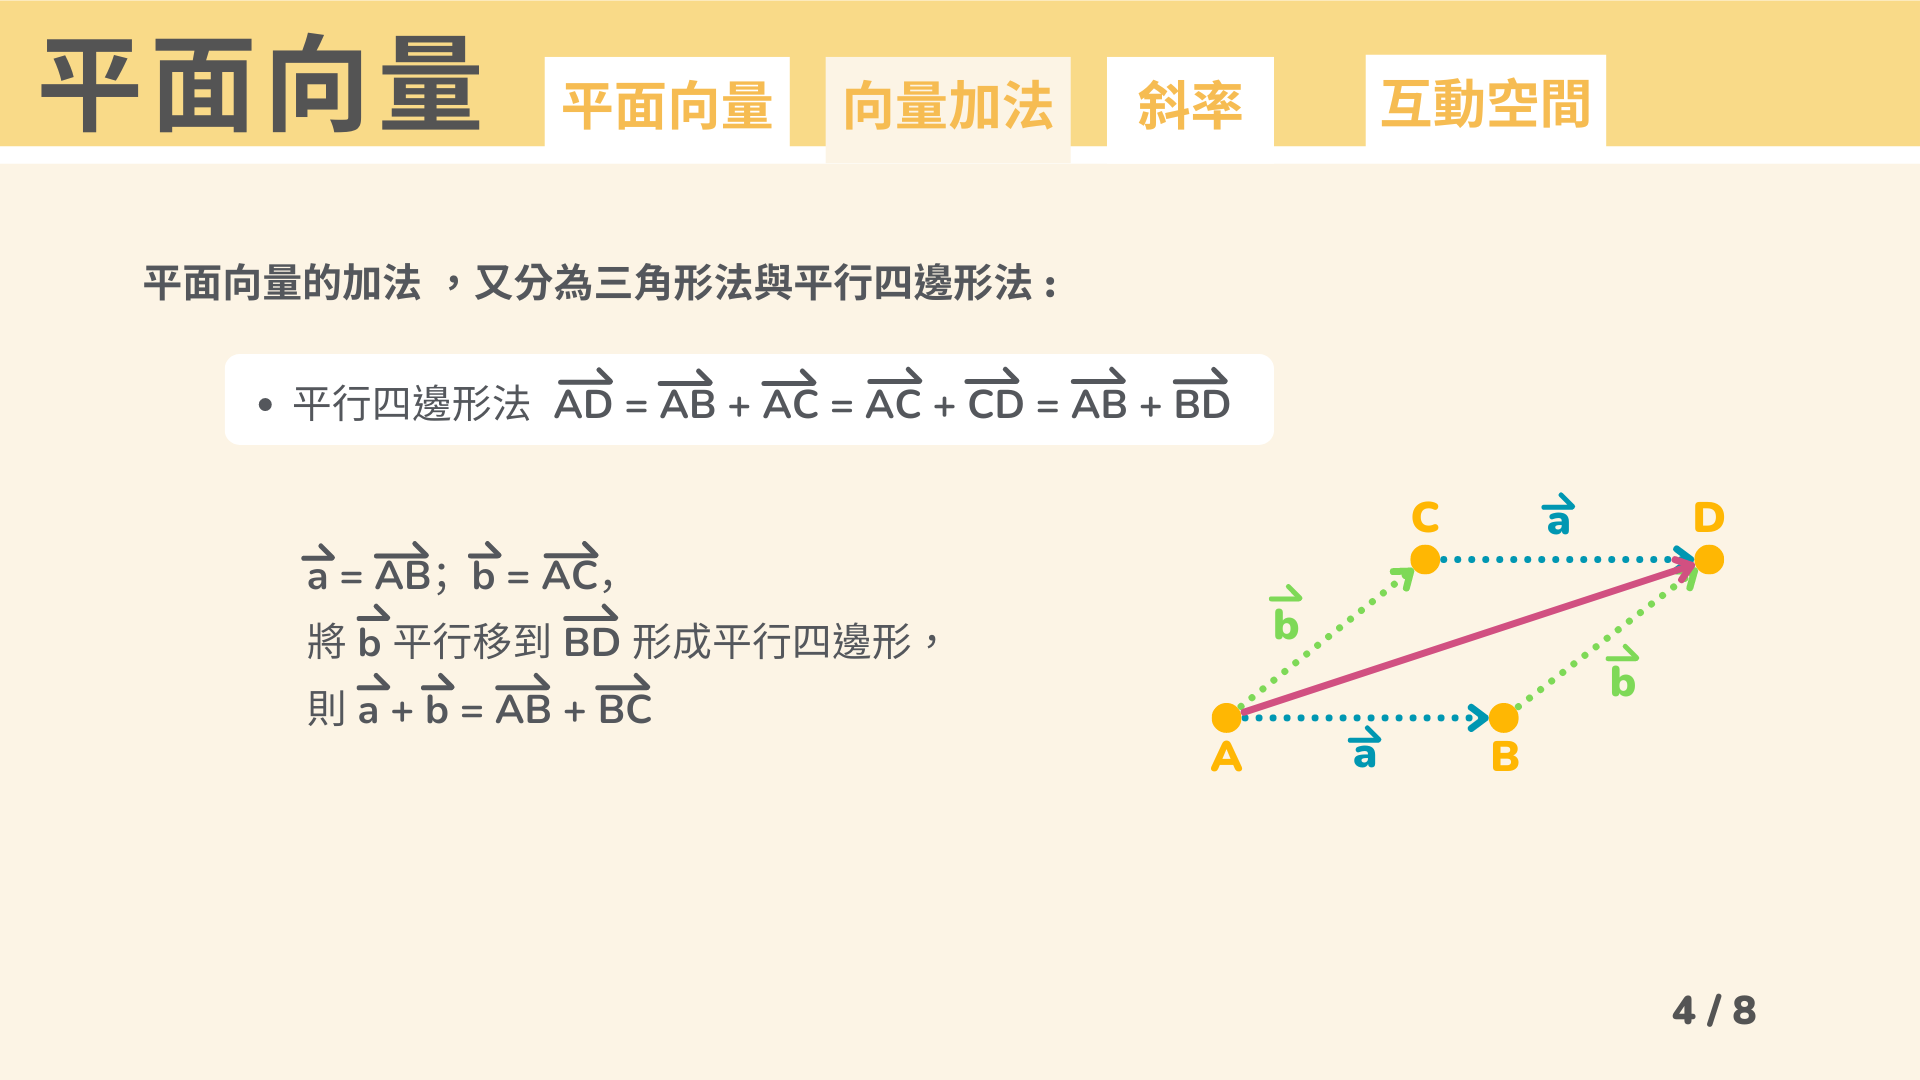 平面向量 平面向量 向量加法 斜率 互動空間
平面向量的加法 ，又分為三角形法與平行四邊形法：
• 平行四邊形法 $\overrightarrow{AD} = \overrightarrow{AB} + \overrightarrow{AC} = \overrightarrow{AC} + \overrightarrow{CD} = \overrightarrow{AB} + \overrightarrow{BD}$
$\vec{a} = \overrightarrow{AB}$; $\vec{b} = \overrightarrow{AC}$,
將 $\vec{b}$ 平行移到 $\overrightarrow{BD}$ 形成平行四邊形，
則 $\vec{a} + \vec{b} = \overrightarrow{AB} + \overrightarrow{BC}$
C $\vec{a}$ D
$\vec{b}$
$\vec{b}$
A $\vec{a}$ B
4 / 8